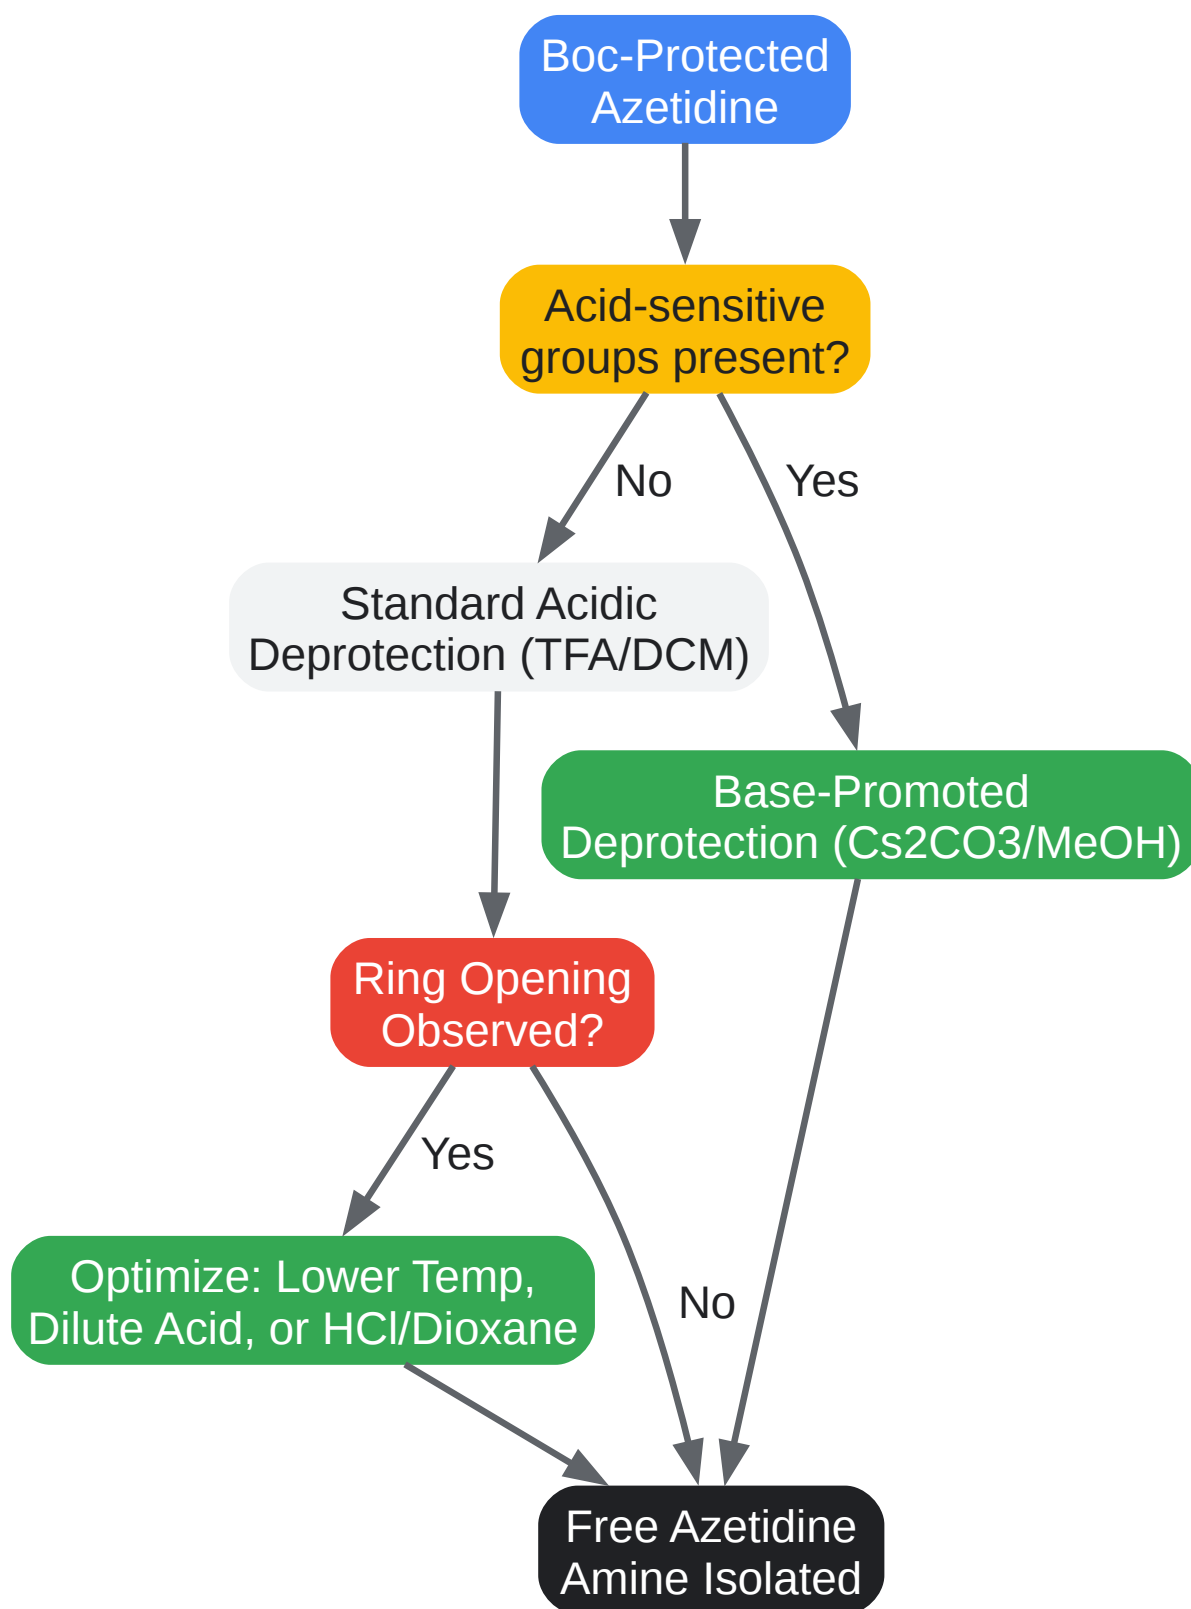 Boc-Protected
Azetidine
Acid-sensitive
groups present?
No
Yes
Standard Acidic
Deprotection (TFA/DCM)
Base-Promoted
Deprotection (Cs2CO3/MeOH)
Ring Opening
Observed?
Yes
No
Optimize: Lower Temp,
Dilute Acid, or HCl/Dioxane
Free Azetidine
Amine Isolated